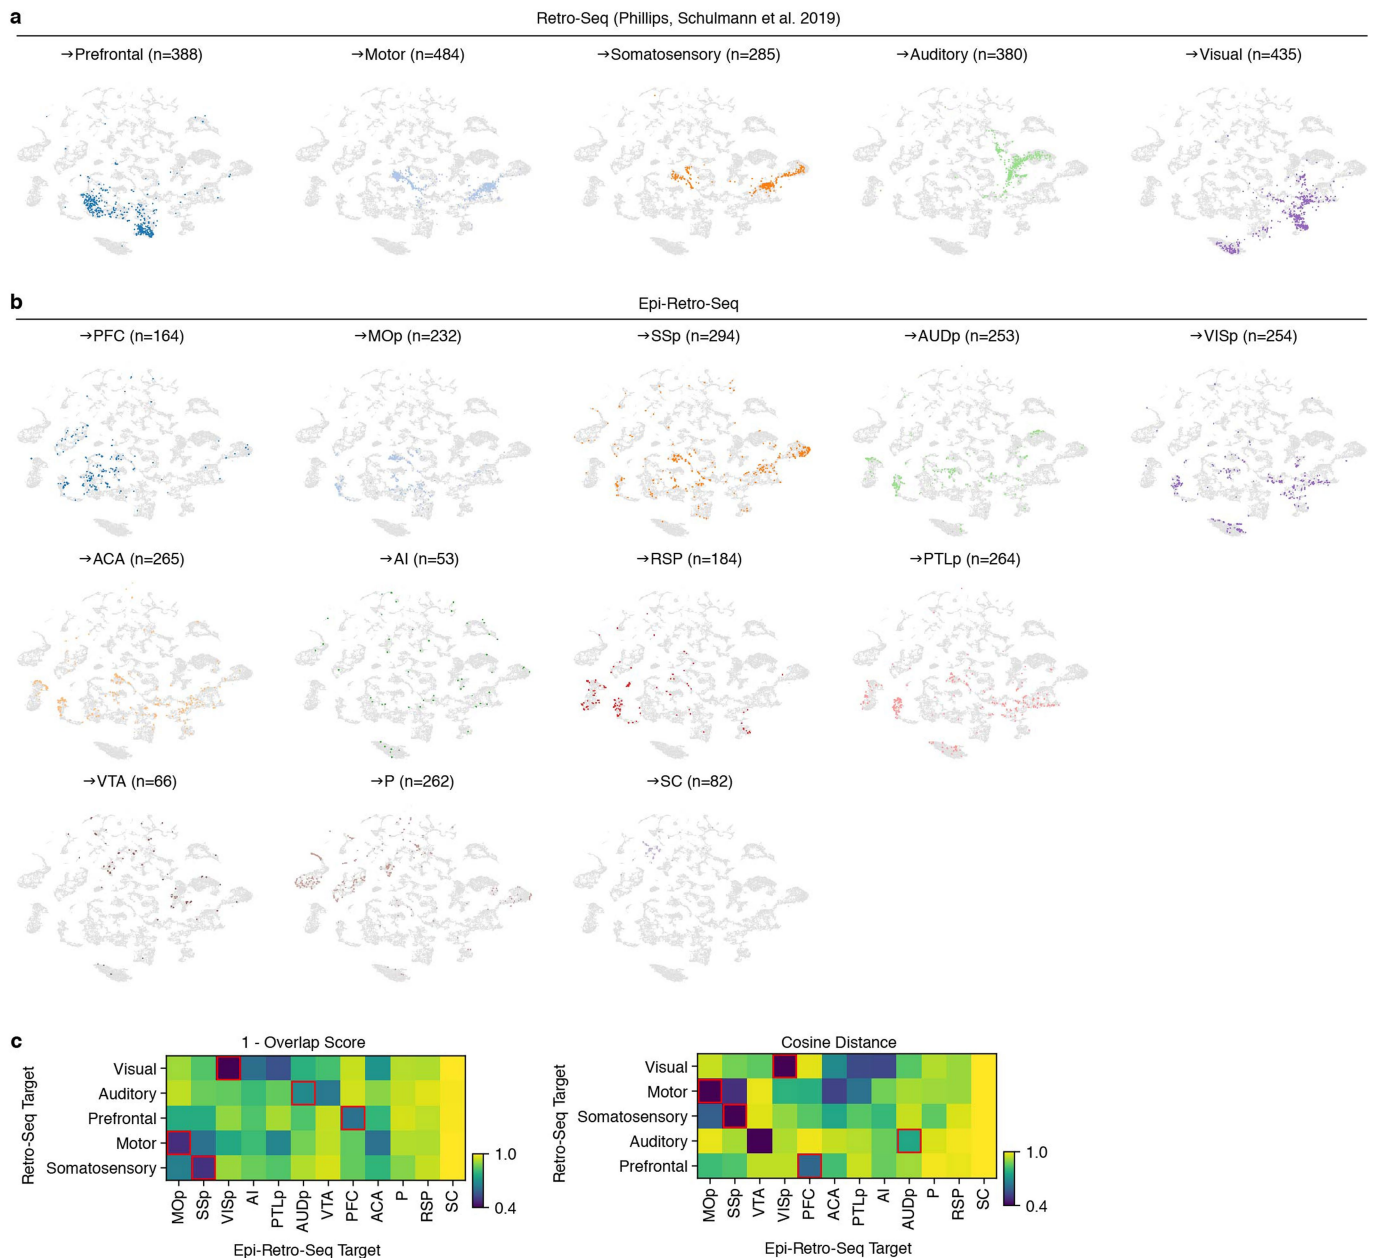 a
Retro-Seq (Phillips, Schulmann et al. 2019)
→Prefrontal (n=388) →Motor (n=484) →Somatosensory (n=285) →Auditory (n=380) →Visual (n=435)
b
Epi-Retro-Seq
→PFC (n=164) →MOp (n=232) →SSp (n=294) →AUDp (n=253) →VISp (n=254)
→ACA (n=265) →AI (n=53) →RSP (n=184) →PTLp (n=264)
→VTA (n=66) →P (n=262) →SC (n=82)
c
1 - Overlap Score
Retro-Seq Target
Visual
Auditory
Prefrontal
Motor
Somatosensory
MOp SSp VISp AI PTLp AUDp VTA PFC ACA P RSP SC
Epi-Retro-Seq Target
1.0
0.4
Cosine Distance
Retro-Seq Target
Visual
Motor
Somatosensory
Auditory
Prefrontal
MOp SSp VTA VISp PFC ACA PTLp AI AUDp P RSP SC
Epi-Retro-Seq Target
1.0
0.4